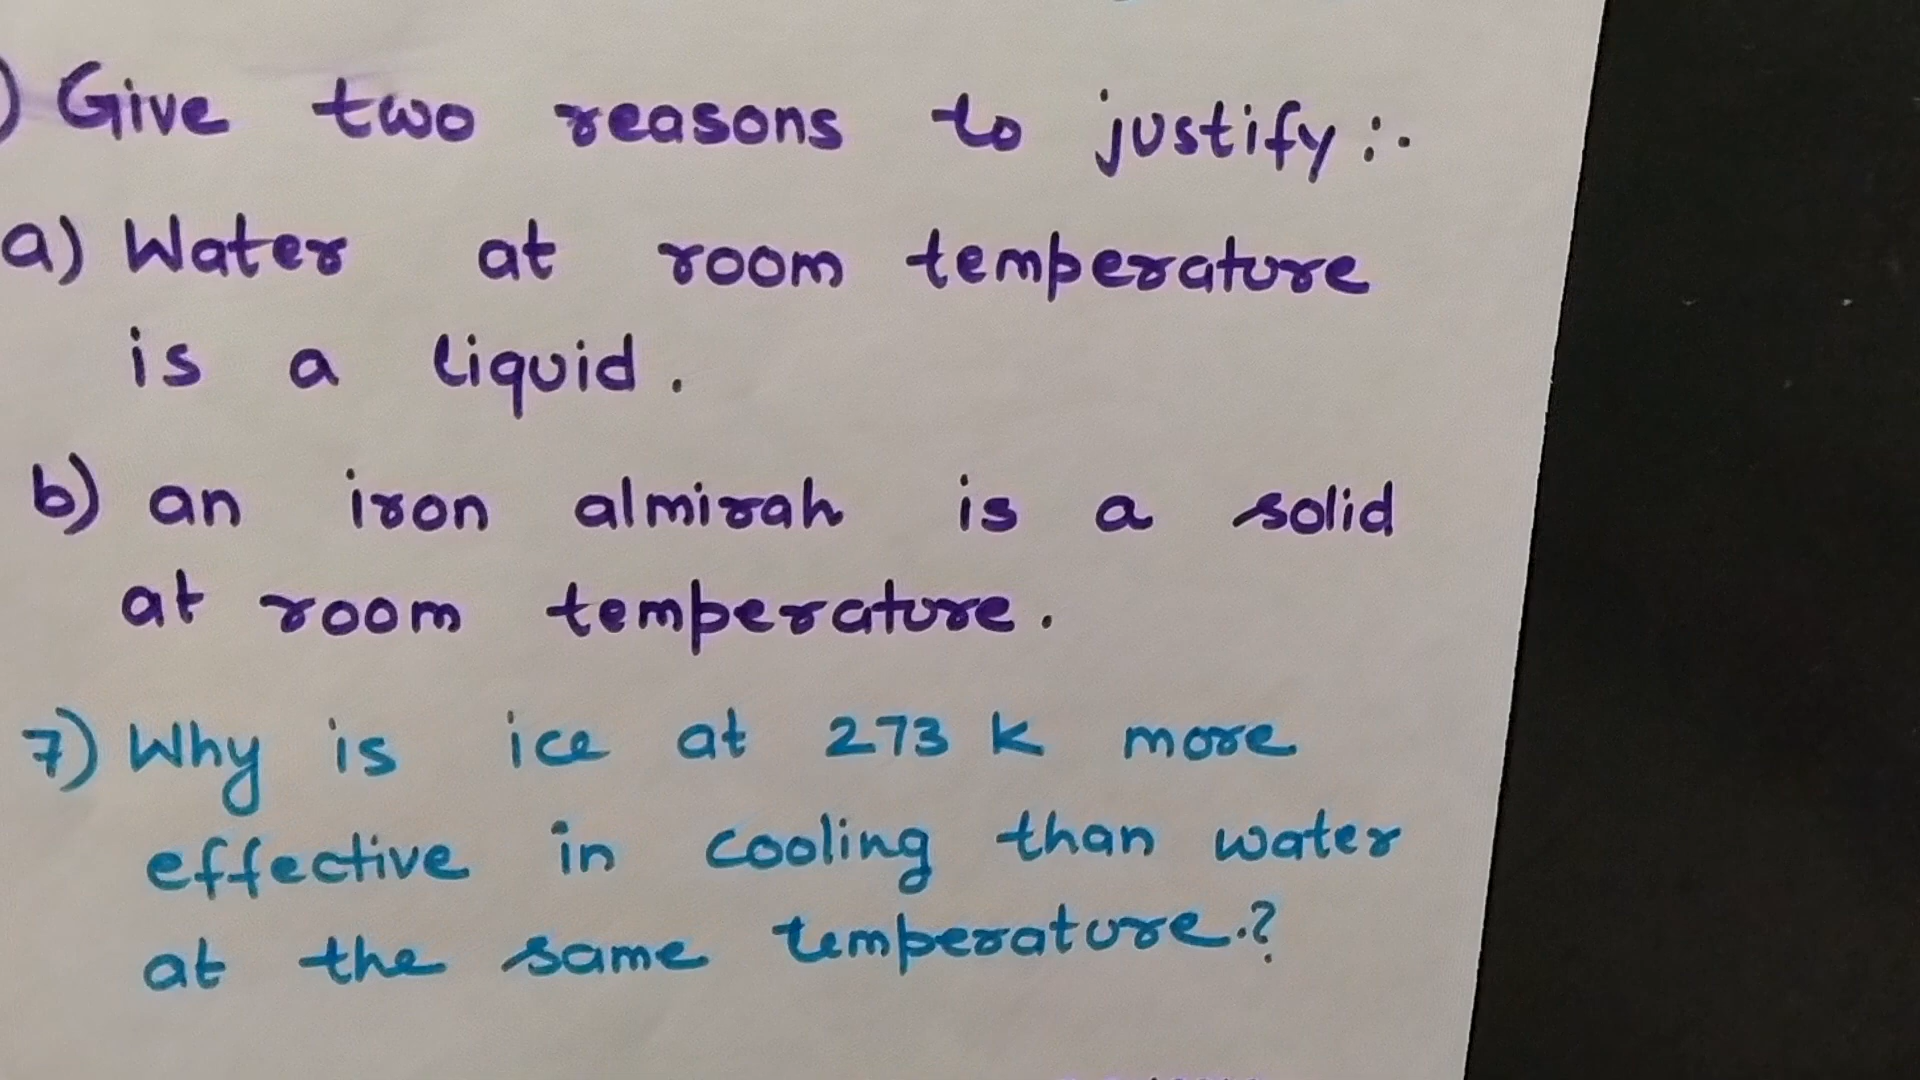 ) Give two reasons to justify :.
a) Water at room temperature
is a liquid.
b) an iron almirah is a solid
at room temperature.
7) Why is ice at 273 K more
effective in cooling than water
at the same temperature.?